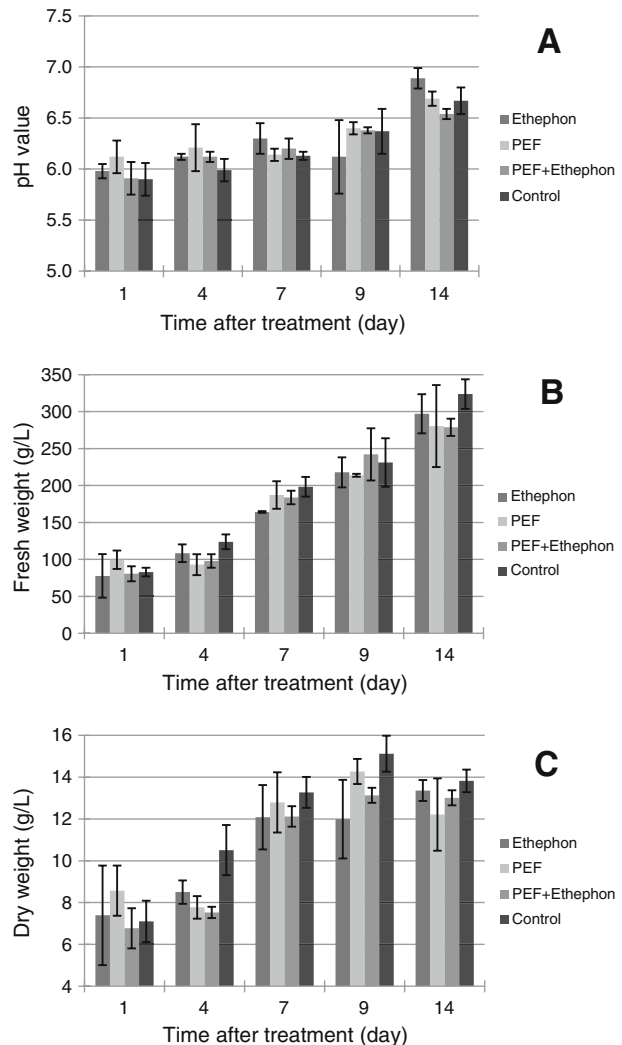 A
7.5
7.0
6.5
6.0
5.5
5.0
pH value
1 4 7 9 14
Time after treatment (day)
Ethephon
PEF
PEF+Ethephon
Control
B
350
300
250
200
150
100
50
0
Fresh weight (g/L)
1 4 7 9 14
Time after treatment (day)
Ethephon
PEF
PEF+Ethephon
Control
C
16
14
12
10
8
6
4
Dry weight (g/L)
1 4 7 9 14
Time after treatment (day)
Ethephon
PEF
PEF+Ethephon
Control